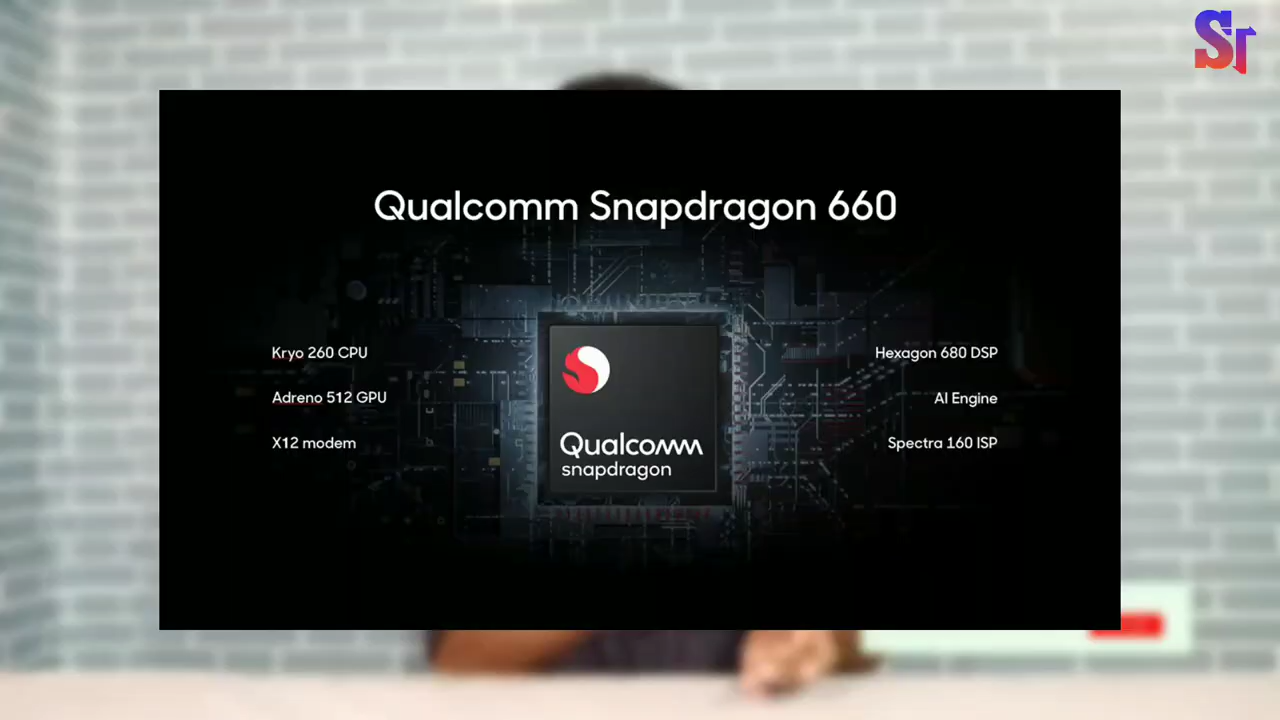 ST
Qualcomm Snapdragon 660
Kryo 260 CPU
Adreno 512 GPU
X12 modem
Qualcomm
snapdragon
Hexagon 680 DSP
AI Engine
Spectra 160 ISP